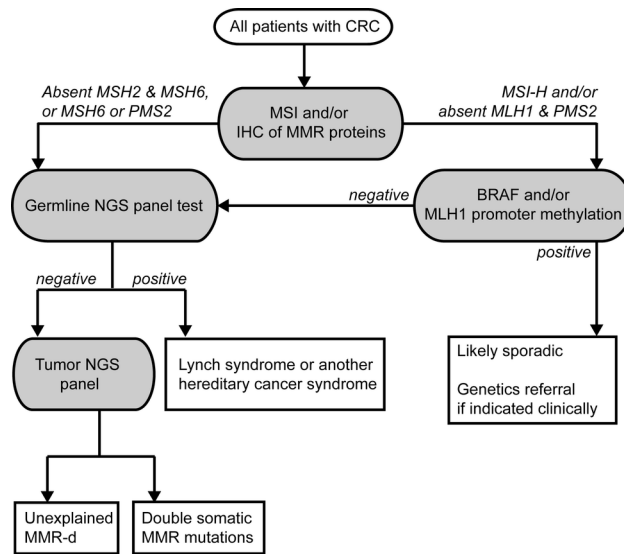 All patients with CRC
Absent MSH2 & MSH6,
or MSH6 or PMS2
MSI and/or
IHC of MMR proteins
MSI-H and/or
absent MLH1 & PMS2
Germline NGS panel test
negative
BRAF and/or
MLH1 promoter methylation
negative
positive
positive
Tumor NGS
panel
Lynch syndrome or another
hereditary cancer syndrome
Likely sporadic
Genetics referral
if indicated clinically
Unexplained
MMR-d
Double somatic
MMR mutations